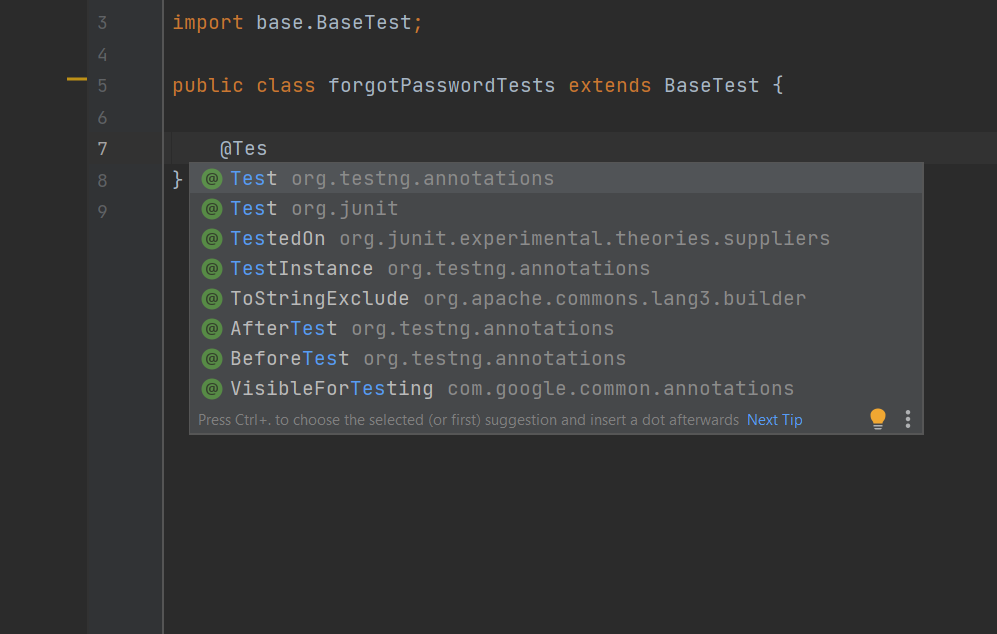 3 import base.BaseTest;
4
5 public class forgotPasswordTests extends BaseTest {
6
7 @Tes
8 }
9
@ Test org.testng.annotations
@ Test org.junit
@ TestedOn org.junit.experimental.theories.suppliers
@ TestInstance org.testng.annotations
@ ToStringExclude org.apache.commons.lang3.builder
@ AfterTest org.testng.annotations
@ BeforeTest org.testng.annotations
@ VisibleForTesting com.google.common.annotations
Press Ctrl+. to choose the selected (or first) suggestion and insert a dot afterwards Next Tip